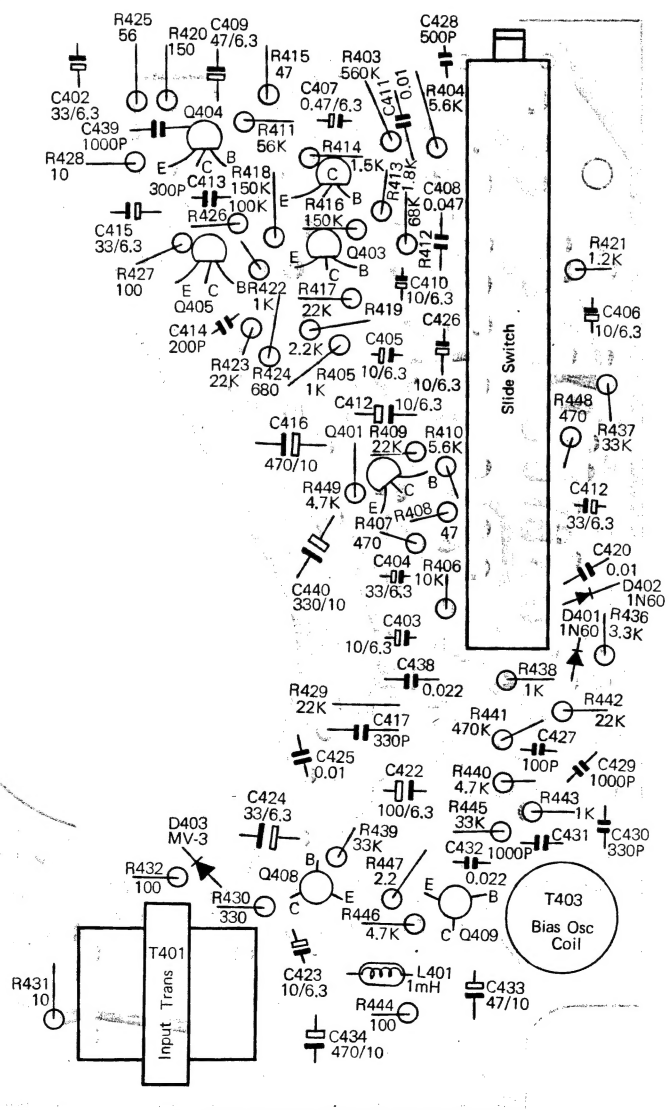 R425
56
R420
150
C409
47/6.3
R415
47
R403
560K
C411
0.01
C428
500P
R404
5.6K
C402
33/6.3
C407
0.47/6.3
C439
1000P
Q404
E
C
B
R411
56K
R414
1.5K
R428
10
R418
150K
300P
C413
100K
E
C
B
R413
1.8K
C408
0.047
R426
R416
150K
68K
R412
C415
33/6.3
R427
100
Q405
E
C
B
R422
1K
E
C
B
Q403
C410
10/6.3
R421
1.2K
R417
22K
R419
2.2K
C414
200P
R423
22K
R424
680
R405
1K
C405
10/6.3
C426
10/6.3
C406
10/6.3
Slide Switch
C412
10/6.3
R448
470
R437
33K
C416
470/10
Q401
R409
22K
R410
5.6K
B
C
E
R449
4.7K
R407
470
R408
47
C412
33/6.3
C440
330/10
C404
33/6.3
R406
10K
C420
0.01
D402
1N60
D401
1N60
R436
3.3K
C403
10/6.3
C438
0.022
R438
1K
R429
22K
C417
330P
R441
470K
R442
22K
C427
100P
C425
0.01
C422
100/6.3
R440
4.7K
C429
1000P
R443
1K
C424
33/6.3
D403
MV-3
R439
33K
R445
33K
C432
0.022
1000P
C431
C430
330P
R432
100
R430
330
Q408
B
C
E
R447
2.2
R446
4.7K
E
B
C
Q409
T403
Bias Osc
Coil
T401
Input Trans
R431
10
C423
10/6.3
L401
1mH
C433
47/10
R444
100
C434
470/10